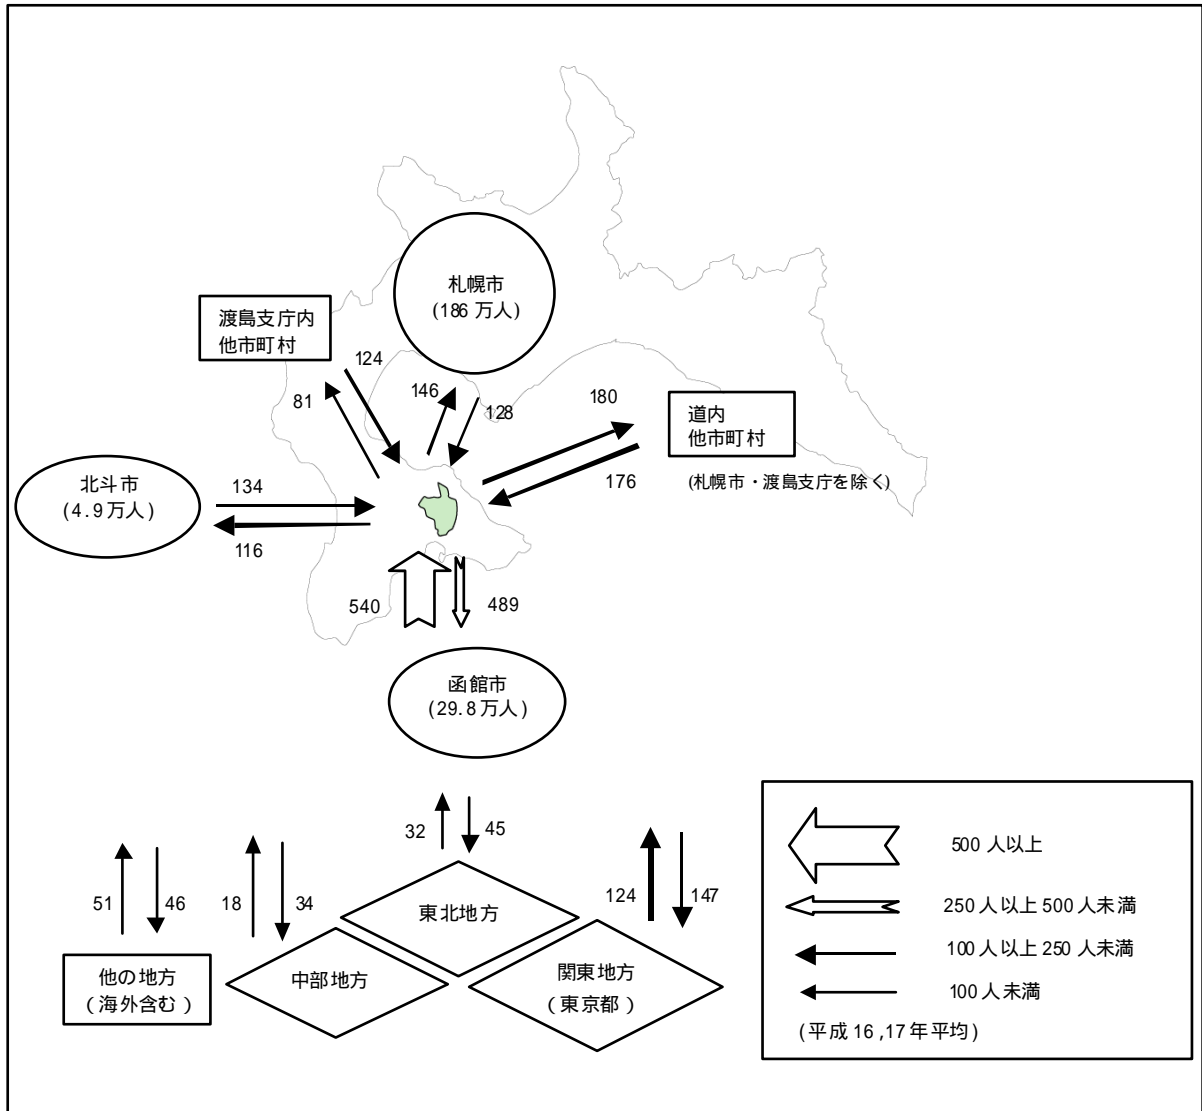 札幌市
(186 万人)
渡島支庁内
他市町村
124
81
146
128
180
道内
他市町村
176
(札幌市・渡島支庁を除く)
北斗市
(4.9 万人)
134
116
540
489
函館市
(29.8 万人)
32
45
51
46
18
34
124
147
東北地方
中部地方
関東地方
(東京都)
他の地方
(海外含む)
500 人以上
250 人以上 500 人未満
100 人以上 250 人未満
100 人未満
(平成 16 ,17 年平均)